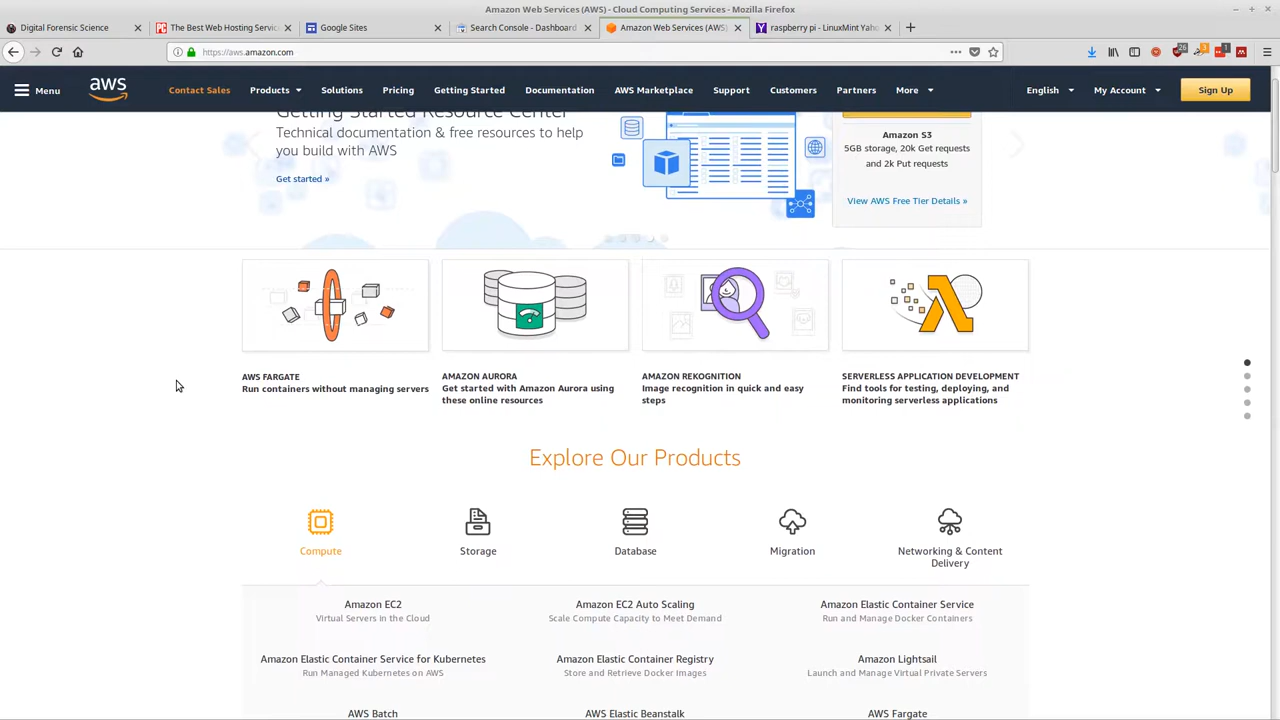 Amazon Web Services (AWS) - Cloud Computing Services - Mozilla Firefox
Digital Forensic Science
The Best Web Hosting Servic
Google Sites
Search Console - Dashboard
Amazon Web Services (AWS)
raspberry pi - LinuxMint Yaho
https://aws.amazon.com
26
3
1
Menu
aws
Contact Sales
Products
Solutions
Pricing
Getting Started
Documentation
AWS Marketplace
Support
Customers
Partners
More
English
My Account
Sign Up
Getting Started Resource Center
Technical documentation & free resources to help
you build with AWS
Get started »
Amazon S3
5GB storage, 20k Get requests
and 2k Put requests
View AWS Free Tier Details »
AWS FARGATE
Run containers without managing servers
AMAZON AURORA
Get started with Amazon Aurora using
these online resources
AMAZON REKOGNITION
Image recognition in quick and easy
steps
SERVERLESS APPLICATION DEVELOPMENT
Find tools for testing, deploying, and
monitoring serverless applications
Explore Our Products
Compute
Storage
Database
Migration
Networking & Content
Delivery
Amazon EC2
Virtual Servers in the Cloud
Amazon EC2 Auto Scaling
Scale Compute Capacity to Meet Demand
Amazon Elastic Container Service
Run and Manage Docker Containers
Amazon Elastic Container Service for Kubernetes
Run Managed Kubernetes on AWS
Amazon Elastic Container Registry
Store and Retrieve Docker Images
Amazon Lightsail
Launch and Manage Virtual Private Servers
AWS Batch
AWS Elastic Beanstalk
AWS Fargate